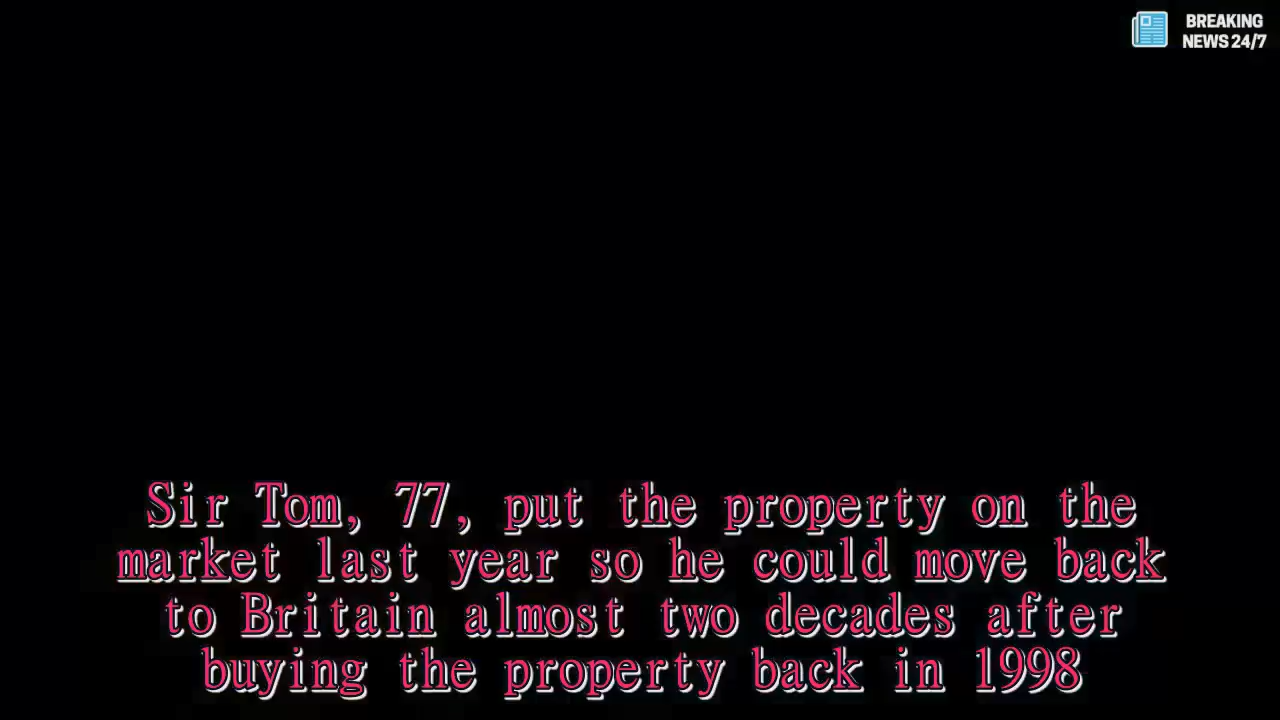 BREAKING
NEWS 24/7
Sir Tom, 77, put the property on the
market last year so he could move back
to Britain almost two decades after
buying the property back in 1998